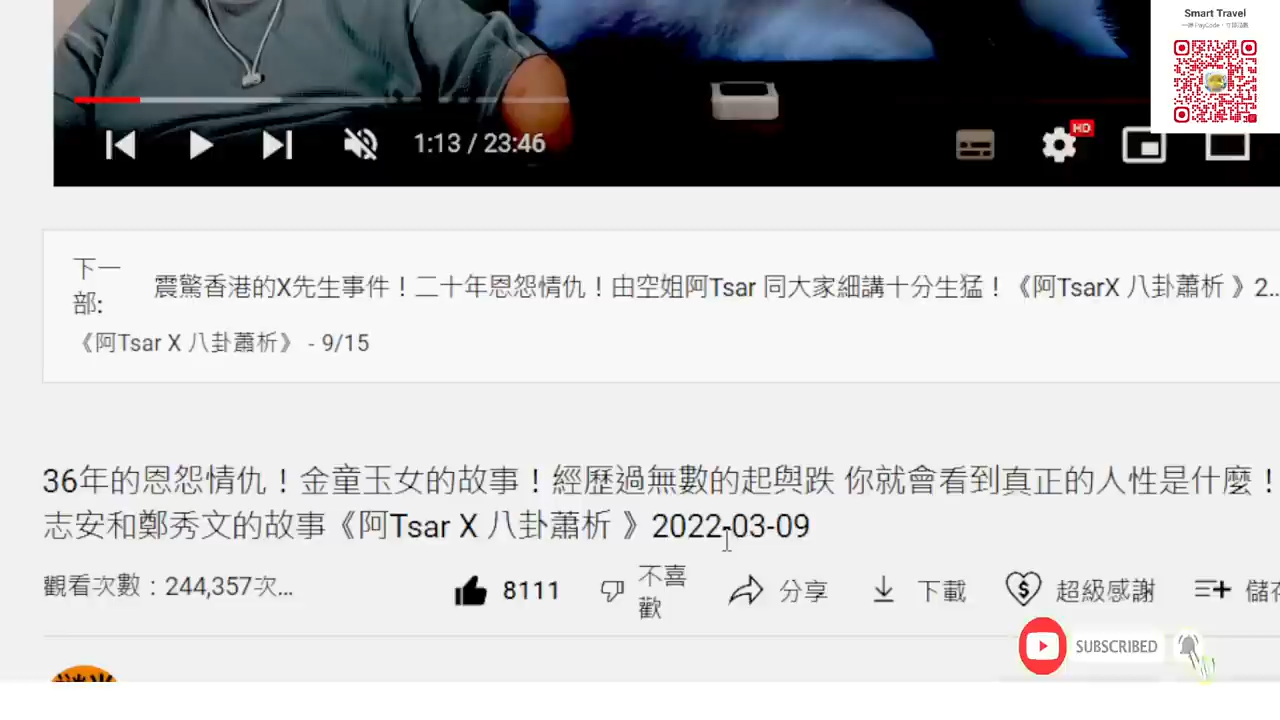 Smart Travel
1:13 / 23:46
HD
下一部:
震驚香港的X先生事件！二十年恩怨情仇！由空姐阿Tsar 同大家細講十分生猛！《阿TsarX 八卦蕭析 》2...
《阿Tsar X 八卦蕭析》 - 9/15
36年的恩怨情仇！金童玉女的故事！經歷過無數的起與跌 你就會看到真正的人性是什麼！
志安和鄭秀文的故事《阿Tsar X 八卦蕭析 》2022-03-09
觀看次數：244,357次...
8111
不喜歡
分享
下載
超級感謝
儲存
SUBSCRIBED